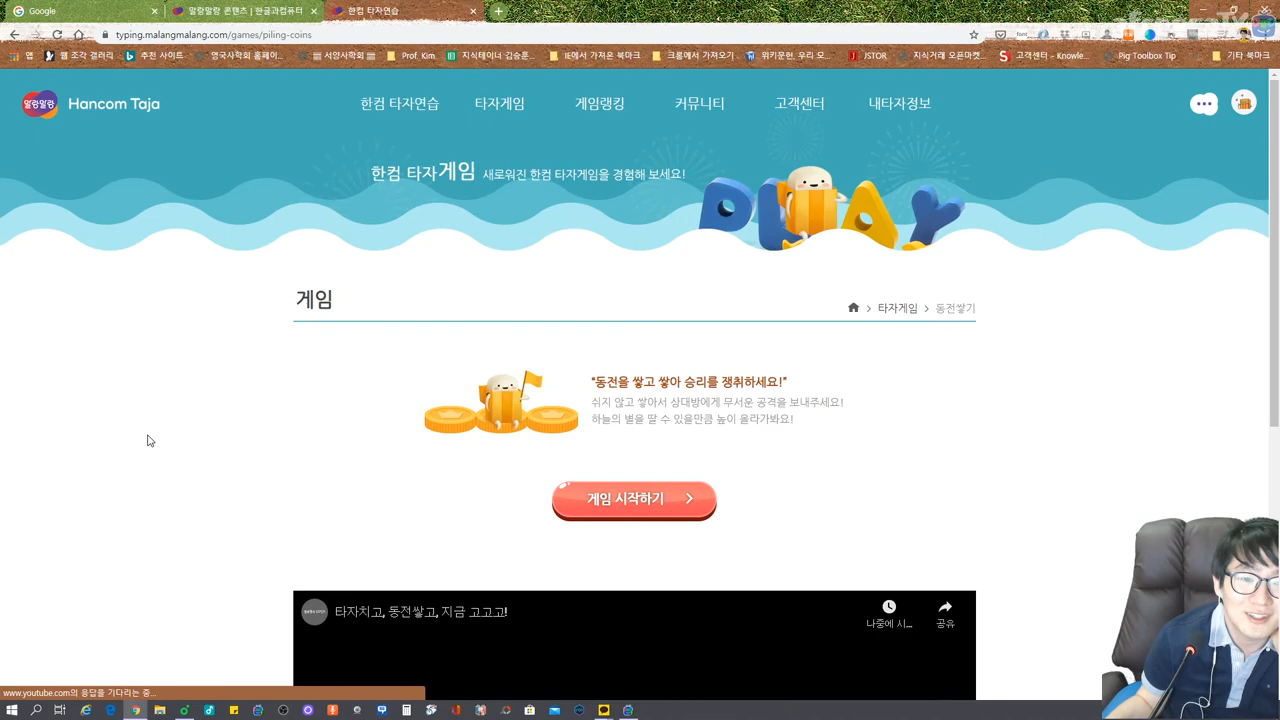 Google
말랑말랑 콘텐츠 | 한글과컴퓨터
한컴 타자연습
typing.malangmalang.com/games/piling-coins
앱
웹 조각 갤러리
추천 사이트
영국사학회 홈페이...
서양사학회
Prof. Kim
지식테이너 김승훈...
IE에서 가져온 북마크
크롬에서 가져오기
위키문헌, 우리 모...
JSTOR
지식거래 오픈마켓...
고객센터 - Knowle...
Pig Toolbox Tip
기타 북마크
말랑말랑
Hancom Taja
한컴 타자연습
타자게임
게임랭킹
커뮤니티
고객센터
내타자정보
한컴 타자게임 새로워진 한컴 타자게임을 경험해 보세요!
PLAY
게임
타자게임 > 동전쌓기
"동전을 쌓고 쌓아 승리를 쟁취하세요!"
쉬지 않고 쌓아서 상대방에게 무서운 공격을 보내주세요!
하늘의 별을 딸 수 있을만큼 높이 올라가봐요!
게임 시작하기
타자치고, 동전쌓고, 지금 고고고!
나중에 시...
공유
www.youtube.com의 응답을 기다리는 중...